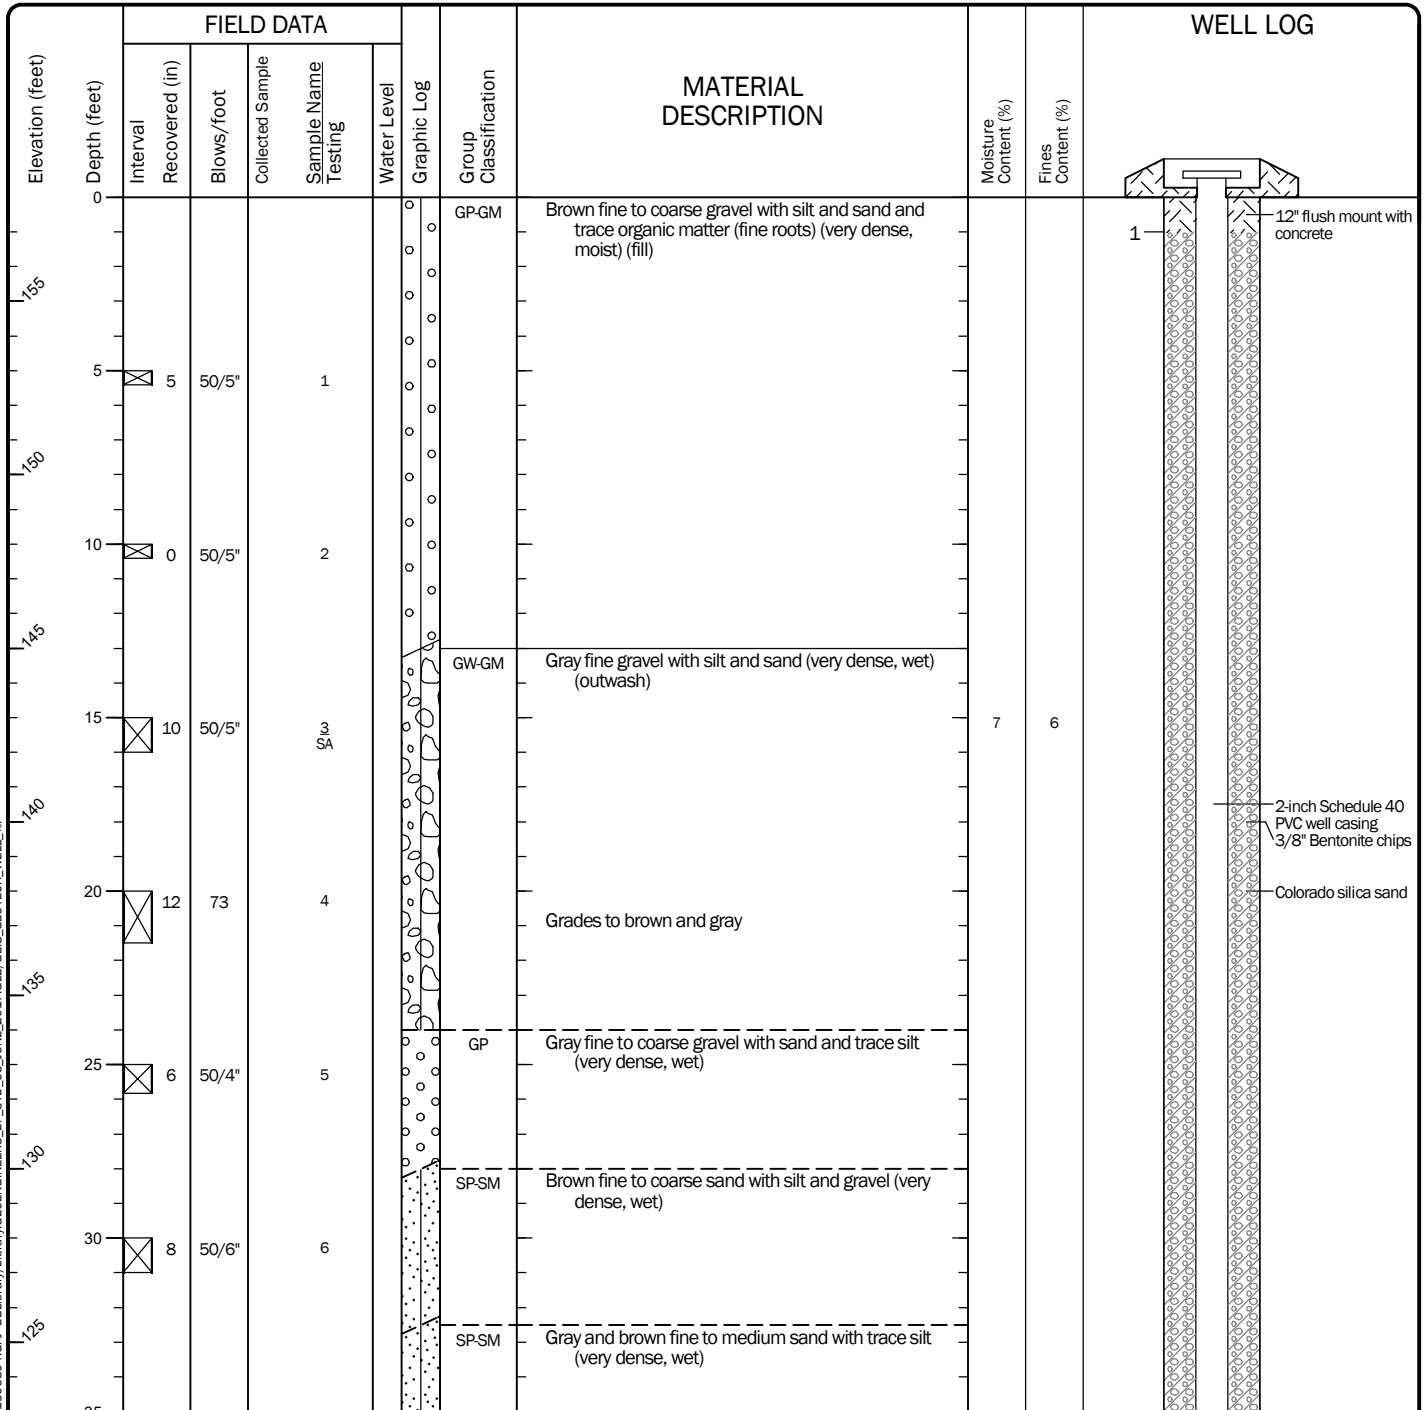 FIELD DATA
WELL LOG
Elevation (feet)
Depth (feet)
Interval
Recovered (in)
Blows/foot
Collected Sample
Sample Name
Testing
Water Level
Graphic Log
Group
Classification
MATERIAL
DESCRIPTION
Moisture
Content (%)
Fines
Content (%)
0
GP-GM
Brown fine to coarse gravel with silt and sand and
trace organic matter (fine roots) (very dense,
moist) (fill)
1
12" flush mount with
concrete
155
5
5
50/5"
1
150
10
0
50/5"
2
145
GW-GM
Gray fine gravel with silt and sand (very dense, wet)
(outwash)
15
10
50/5"
3
SA
7
6
140
2-inch Schedule 40
PVC well casing
3/8" Bentonite chips
20
12
73
4
Colorado silica sand
Grades to brown and gray
135
GP
Gray fine to coarse gravel with sand and trace silt
(very dense, wet)
25
6
50/4"
5
130
SP-SM
Brown fine to coarse sand with silt and gravel (very
dense, wet)
30
8
50/6"
6
125
SP-SM
Gray and brown fine to medium sand with trace silt
(very dense, wet)